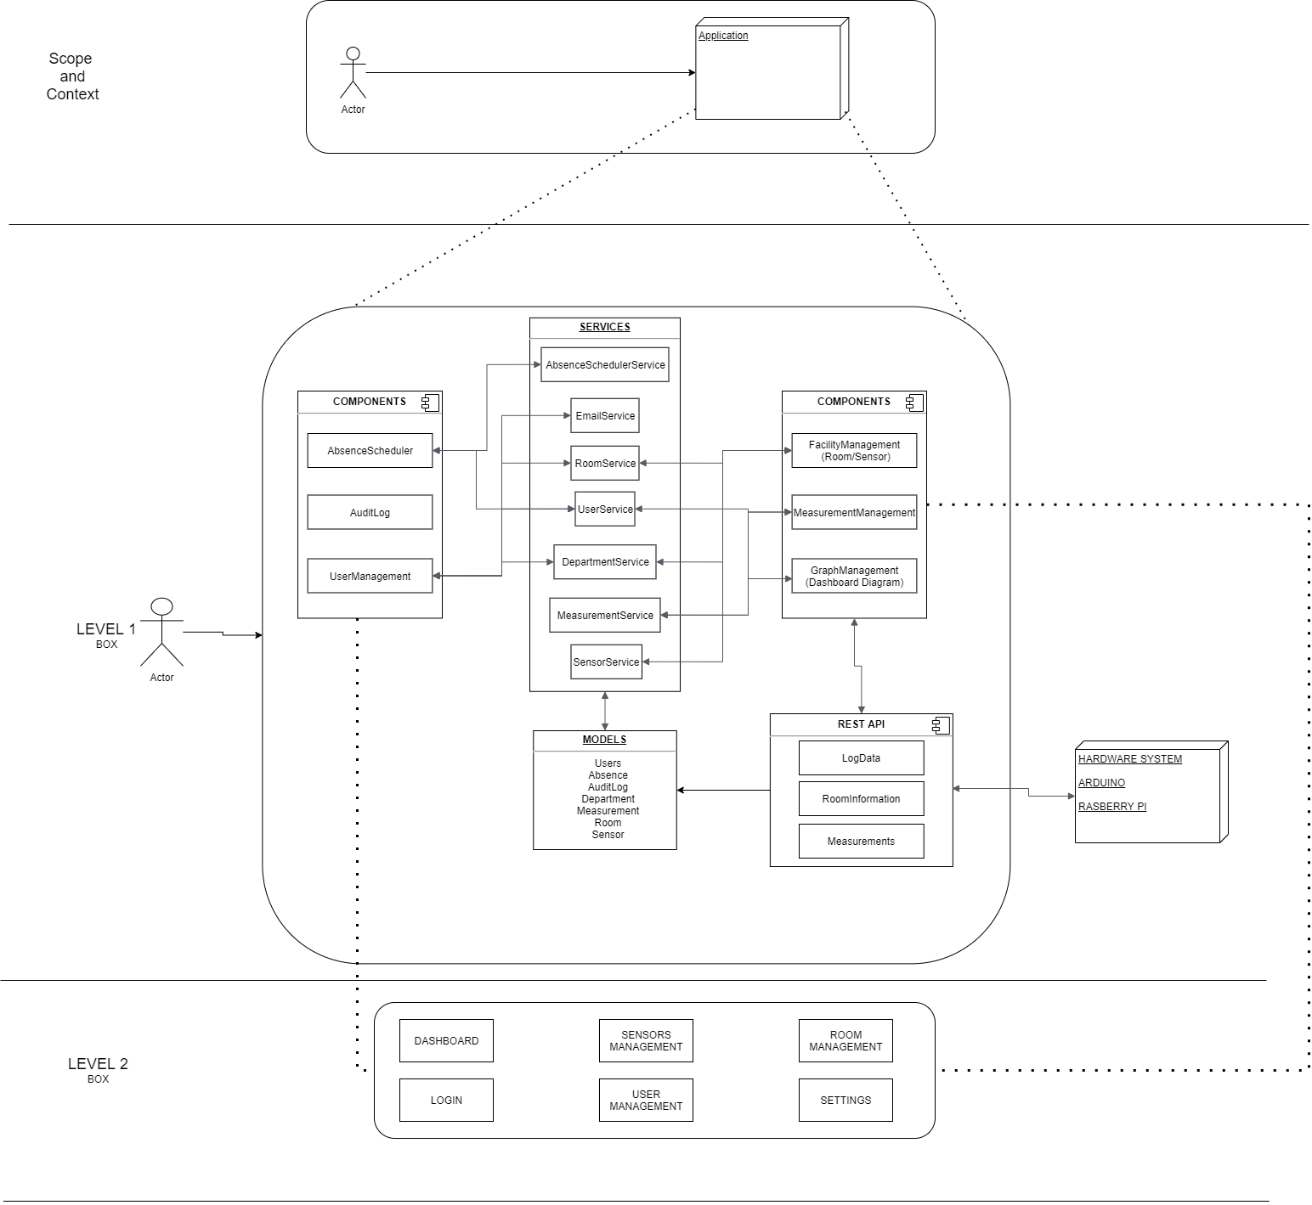 Scope
and
Context
Application
Actor
SERVICES
AbsenceSchedulerService
EmailService
RoomService
UserService
DepartmentService
MeasurementService
SensorService
COMPONENTS
AbsenceScheduler
AuditLog
UserManagement
COMPONENTS
FacilityManagement
(Room/Sensor)
MeasurementManagement
GraphManagement
(Dashboard Diagram)
LEVEL 1
BOX
Actor
MODELS
Users
Absence
AuditLog
Department
Measurement
Room
Sensor
REST API
LogData
RoomInformation
Measurements
HARDWARE SYSTEM
ARDUINO
RASBERRY PI
LEVEL 2
BOX
DASHBOARD
SENSORS
MANAGEMENT
ROOM
MANAGEMENT
LOGIN
USER
MANAGEMENT
SETTINGS